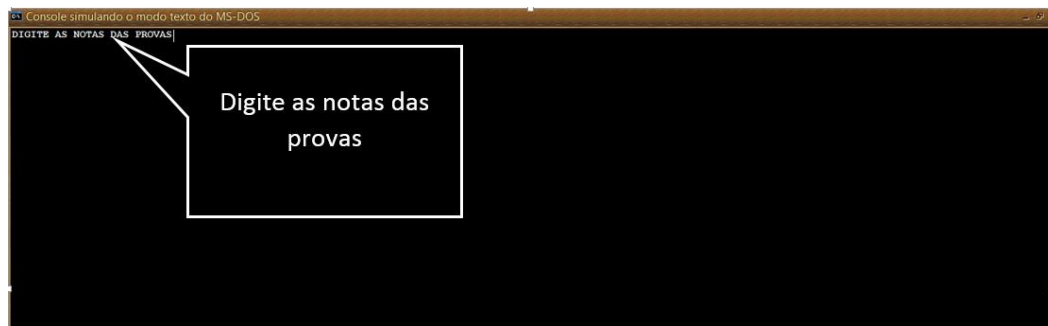 Console simulando o modo texto do MS-DOS
DIGITE AS NOTAS DAS PROVAS
Digite as notas das
provas